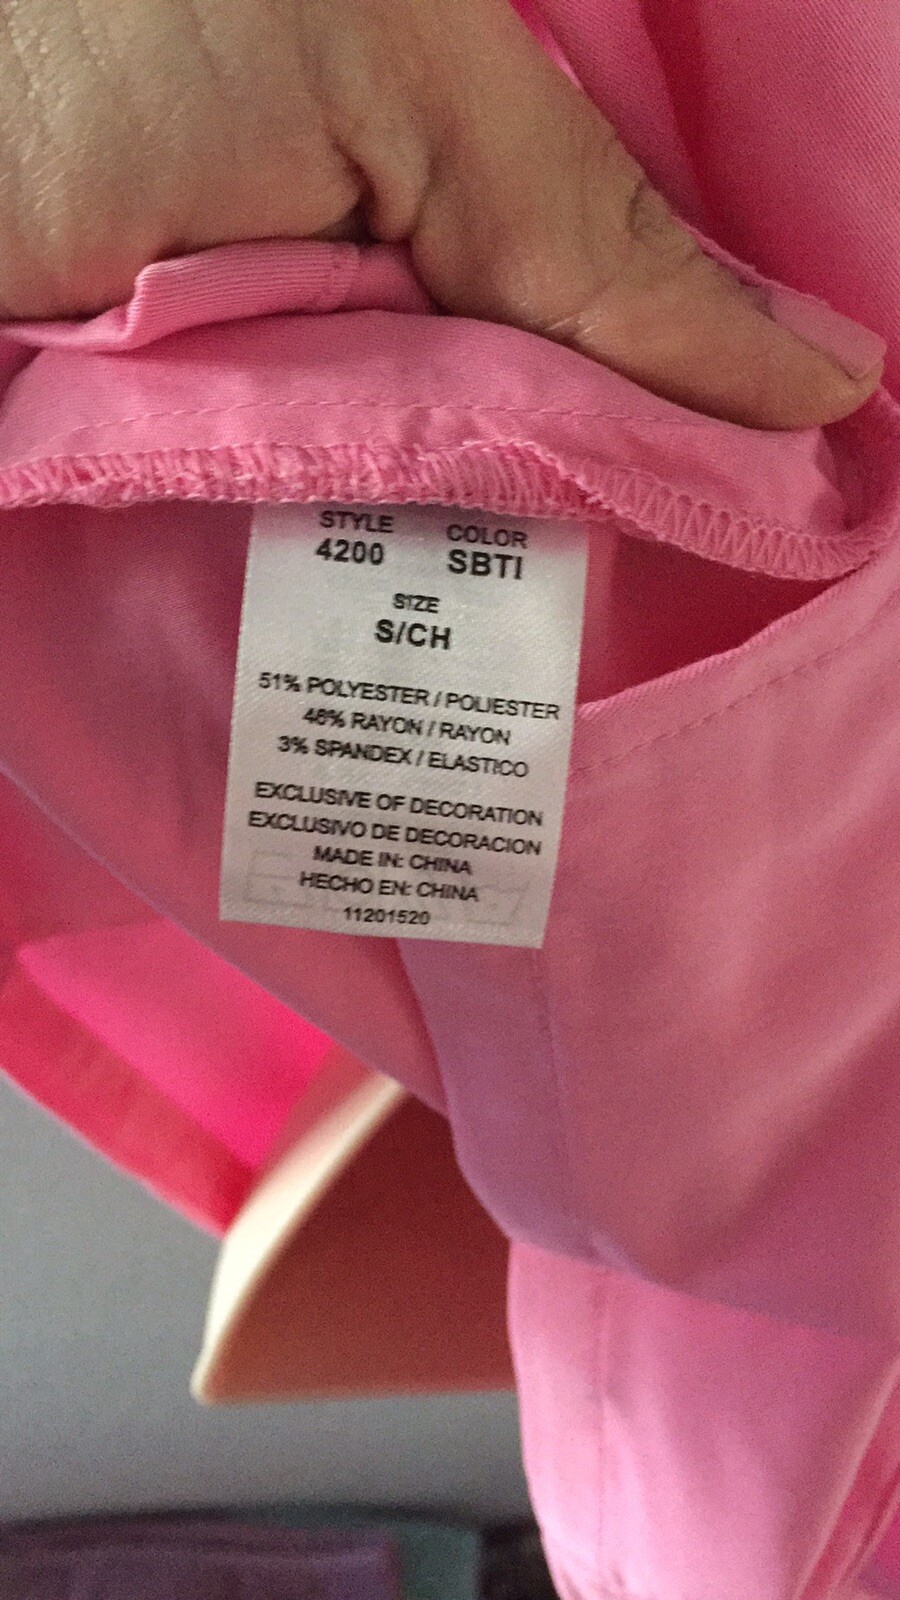 STYLE COLOR
4200 SBTI
SIZE
S/CH
51% POLYESTER / POLIESTER
46% RAYON / RAYON
3% SPANDEX / ELASTICO
EXCLUSIVE OF DECORATION
EXCLUSIVO DE DECORACION
MADE IN: CHINA
HECHO EN: CHINA
11201520